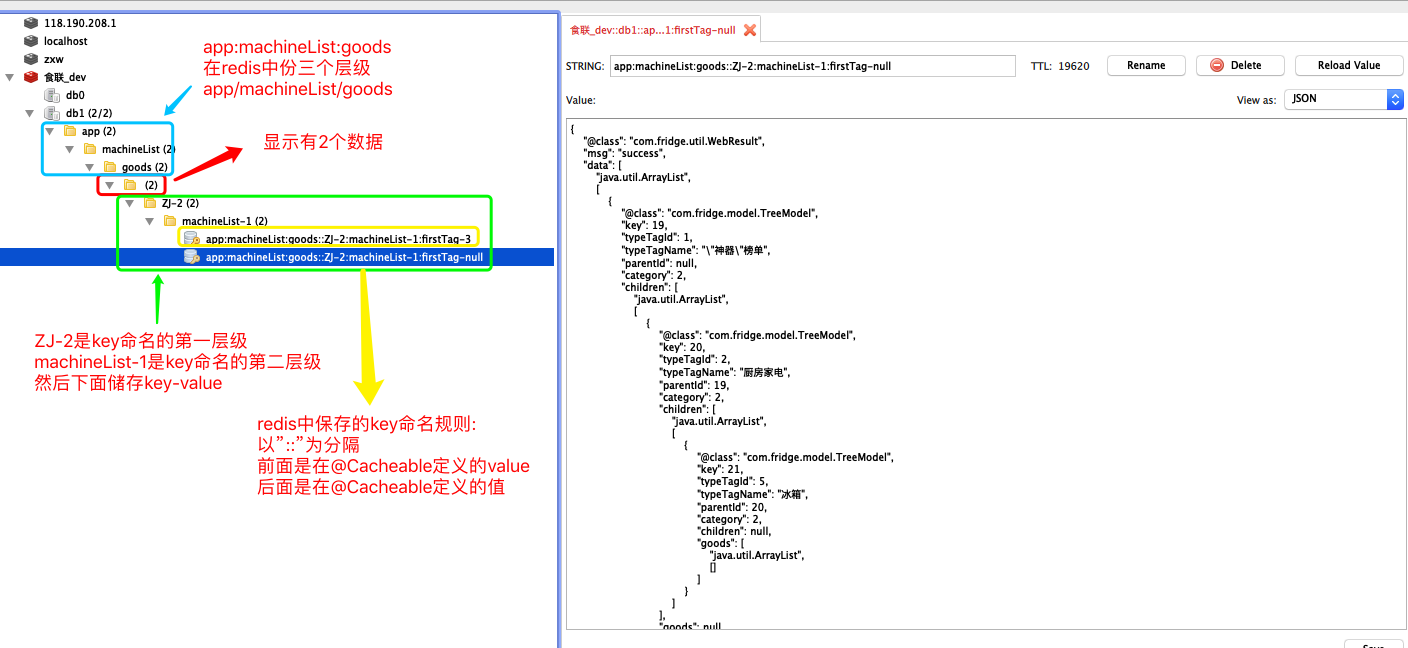 118.190.208.1
localhost
zxw
食联_dev
db0
db1 (2/2)
app (2)
machineList (2)
goods (2)
(2)
ZJ-2 (2)
machineList-1 (2)
app:machineList:goods::ZJ-2:machineList-1:firstTag-3
app:machineList:goods::ZJ-2:machineList-1:firstTag-null
app:machineList:goods
在redis中份三个层级
app/machineList/goods
显示有2个数据
ZJ-2是key命名的第一层级
machineList-1是key命名的第二层级
然后下面储存key-value
redis中保存的key命名规则:
以”::”为分隔
前面是在@Cacheable定义的value
后面是在@Cacheable定义的值
食联_dev::db1::ap...1:firstTag-null
STRING: app:machineList:goods::ZJ-2:machineList-1:firstTag-null TTL: 19620 Rename Delete Reload Value
Value: View as: JSON
{
"@class": "com.fridge.util.WebResult",
"msg": "success",
"data": [
"java.util.ArrayList",
[
{
"@class": "com.fridge.model.TreeModel",
"key": 19,
"typeTagId": 1,
"typeTagName": "\"神器\"榜单",
"parentId": null,
"category": 2,
"children": [
"java.util.ArrayList",
[
{
"@class": "com.fridge.model.TreeModel",
"key": 20,
"typeTagId": 2,
"typeTagName": "厨房家电",
"parentId": 19,
"category": 2,
"children": [
"java.util.ArrayList",
[
{
"@class": "com.fridge.model.TreeModel",
"key": 21,
"typeTagId": 5,
"typeTagName": "冰箱",
"parentId": 20,
"category": 2,
"children": null,
"goods": [
"java.util.ArrayList",
[]
]
}
]
],
"goods": null,
Save